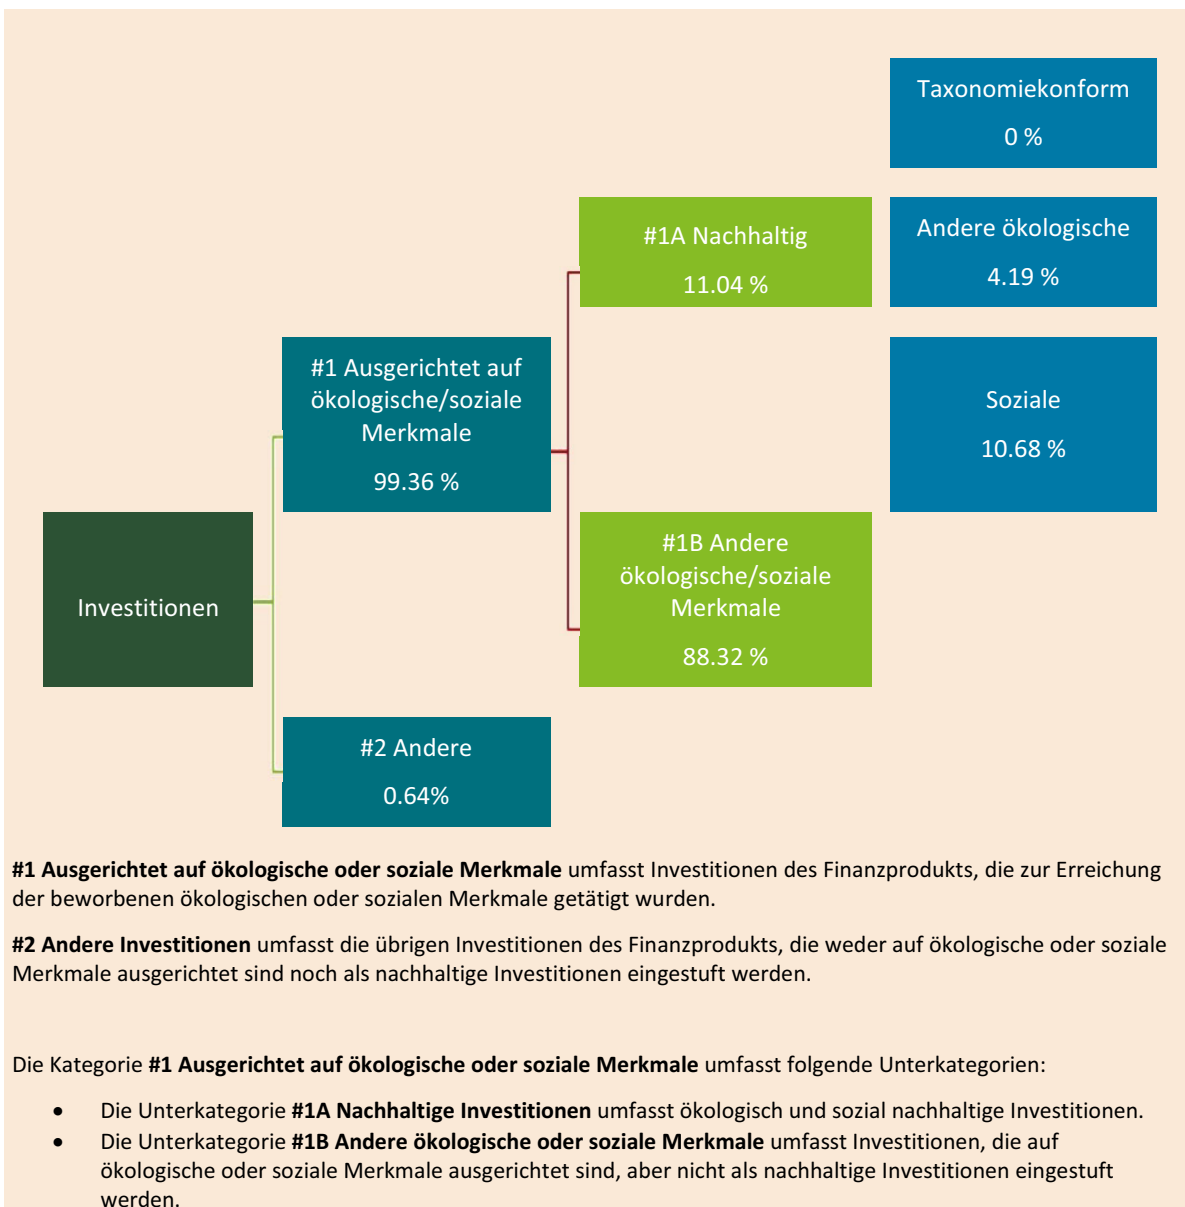 Taxonomiekonform
0 %
#1A Nachhaltig
11.04 %
Andere ökologische
4.19 %
#1 Ausgerichtet auf
ökologische/soziale
Merkmale
99.36 %
Soziale
10.68 %
Investitionen
#1B Andere
ökologische/soziale
Merkmale
88.32 %
#2 Andere
0.64%
#1 Ausgerichtet auf ökologische oder soziale Merkmale umfasst Investitionen des Finanzprodukts, die zur Erreichung
der beworbenen ökologischen oder sozialen Merkmale getätigt wurden.
#2 Andere Investitionen umfasst die übrigen Investitionen des Finanzprodukts, die weder auf ökologische oder soziale
Merkmale ausgerichtet sind noch als nachhaltige Investitionen eingestuft werden.
Die Kategorie #1 Ausgerichtet auf ökologische oder soziale Merkmale umfasst folgende Unterkategorien:
• Die Unterkategorie #1A Nachhaltige Investitionen umfasst ökologisch und sozial nachhaltige Investitionen.
• Die Unterkategorie #1B Andere ökologische oder soziale Merkmale umfasst Investitionen, die auf
ökologische oder soziale Merkmale ausgerichtet sind, aber nicht als nachhaltige Investitionen eingestuft
werden.